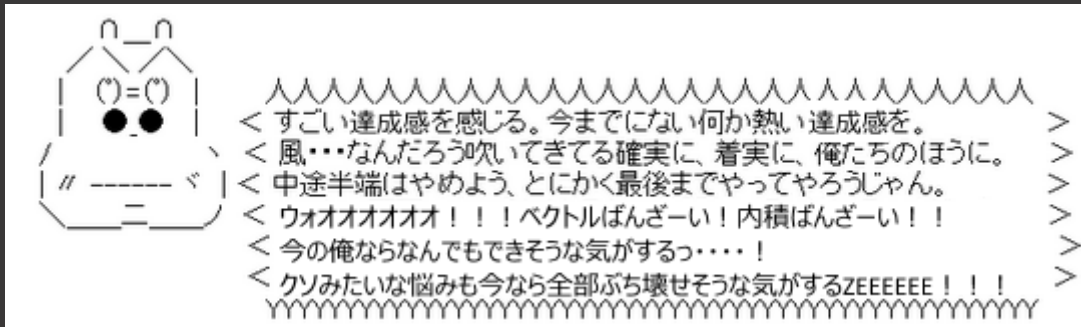 すごい達成感を感じる。今までにない何か熱い達成感を。
風・・・なんだろう吹いてきてる確実に、着実に、俺たちのほうに。
中途半端はやめよう、とにかく最後までやってやろうじゃん。
ウォオオオオオオ！！！ベクトルばんざーい！内積ばんざーい！！
今の俺ならなんでもできそうな気がするっ・・・・！
クソみたいな悩みも今なら全部ぶち壊せそうな気がするZEEEEEEE！！！